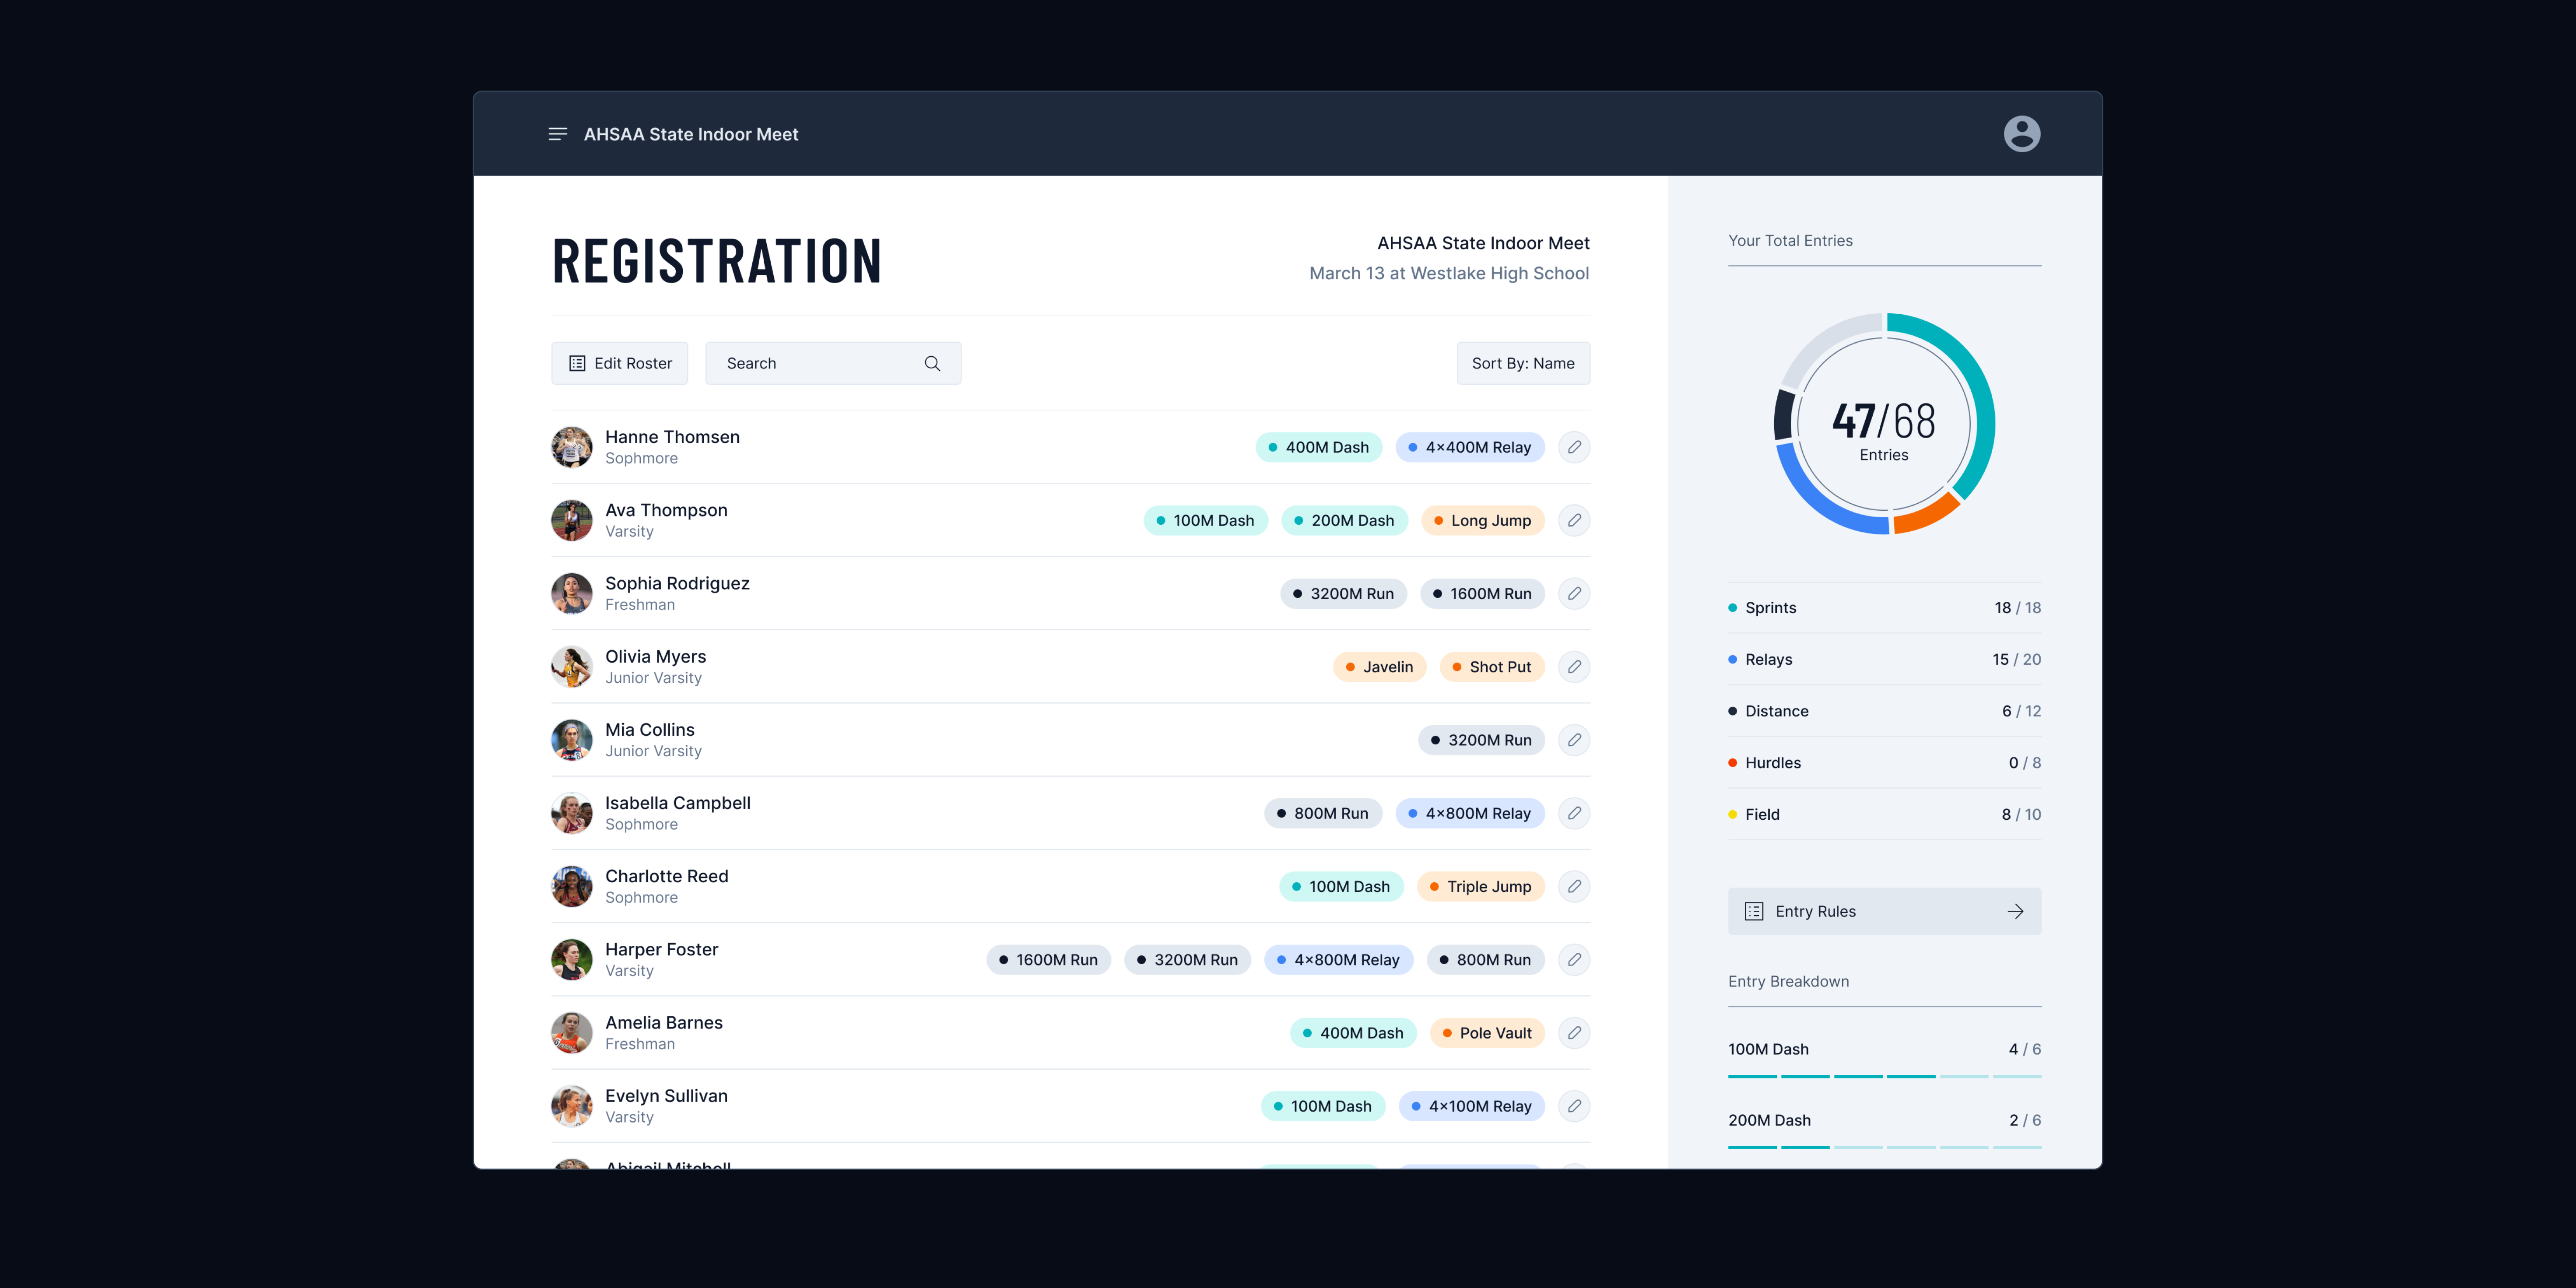 AHSAA State Indoor Meet
REGISTRATION
AHSAA State Indoor Meet
March 13 at Westlake High School
Edit Roster
Search
Sort By: Name
Hanne Thomsen
Sophmore
400M Dash
4×400M Relay
Ava Thompson
Varsity
100M Dash
200M Dash
Long Jump
Sophia Rodriguez
Freshman
3200M Run
1600M Run
Olivia Myers
Junior Varsity
Javelin
Shot Put
Mia Collins
Junior Varsity
3200M Run
Isabella Campbell
Sophmore
800M Run
4×800M Relay
Charlotte Reed
Sophmore
100M Dash
Triple Jump
Harper Foster
Varsity
1600M Run
3200M Run
4×800M Relay
800M Run
Amelia Barnes
Freshman
400M Dash
Pole Vault
Evelyn Sullivan
Varsity
100M Dash
4×100M Relay
Abigail Mitchell
Your Total Entries
47/68
Entries
Sprints 18 / 18
Relays 15 / 20
Distance 6 / 12
Hurdles 0 / 8
Field 8 / 10
Entry Rules
Entry Breakdown
100M Dash 4 / 6
200M Dash 2 / 6